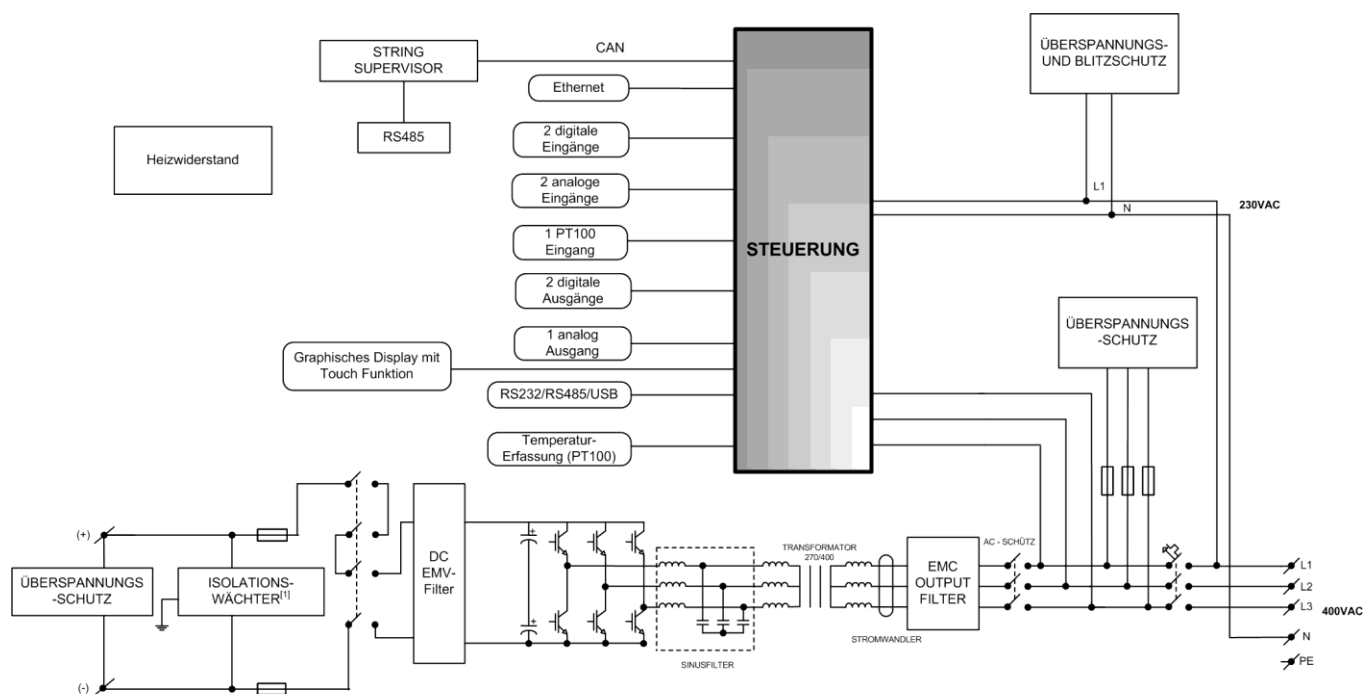 STRING
SUPERVISOR
CAN
Ethernet
RS485
Heizwiderstand
2 digitale
Eingänge
2 analoge
Eingänge
1 PT100
Eingang
2 digitale
Ausgänge
1 analog
Ausgang
Graphisches Display mit
Touch Funktion
RS232/RS485/USB
Temperatur-
Erfassung (PT100)
STEUERUNG
ÜBERSPANNUNGS-
UND BLITZSCHUTZ
L1
N
230VAC
ÜBERSPANNUNGS
-SCHUTZ
(+)
ÜBERSPANNUNGS
-SCHUTZ
(-)
ISOLATIONS-
WÄCHTER[1]
DC
EMV-
Filter
+
+
SINUSFILTER
TRANSFORMATOR
270/400
STROMWANDLER
EMC
OUTPUT
FILTER
AC - SCHÜTZ
L1
L2
L3
400VAC
N
PE